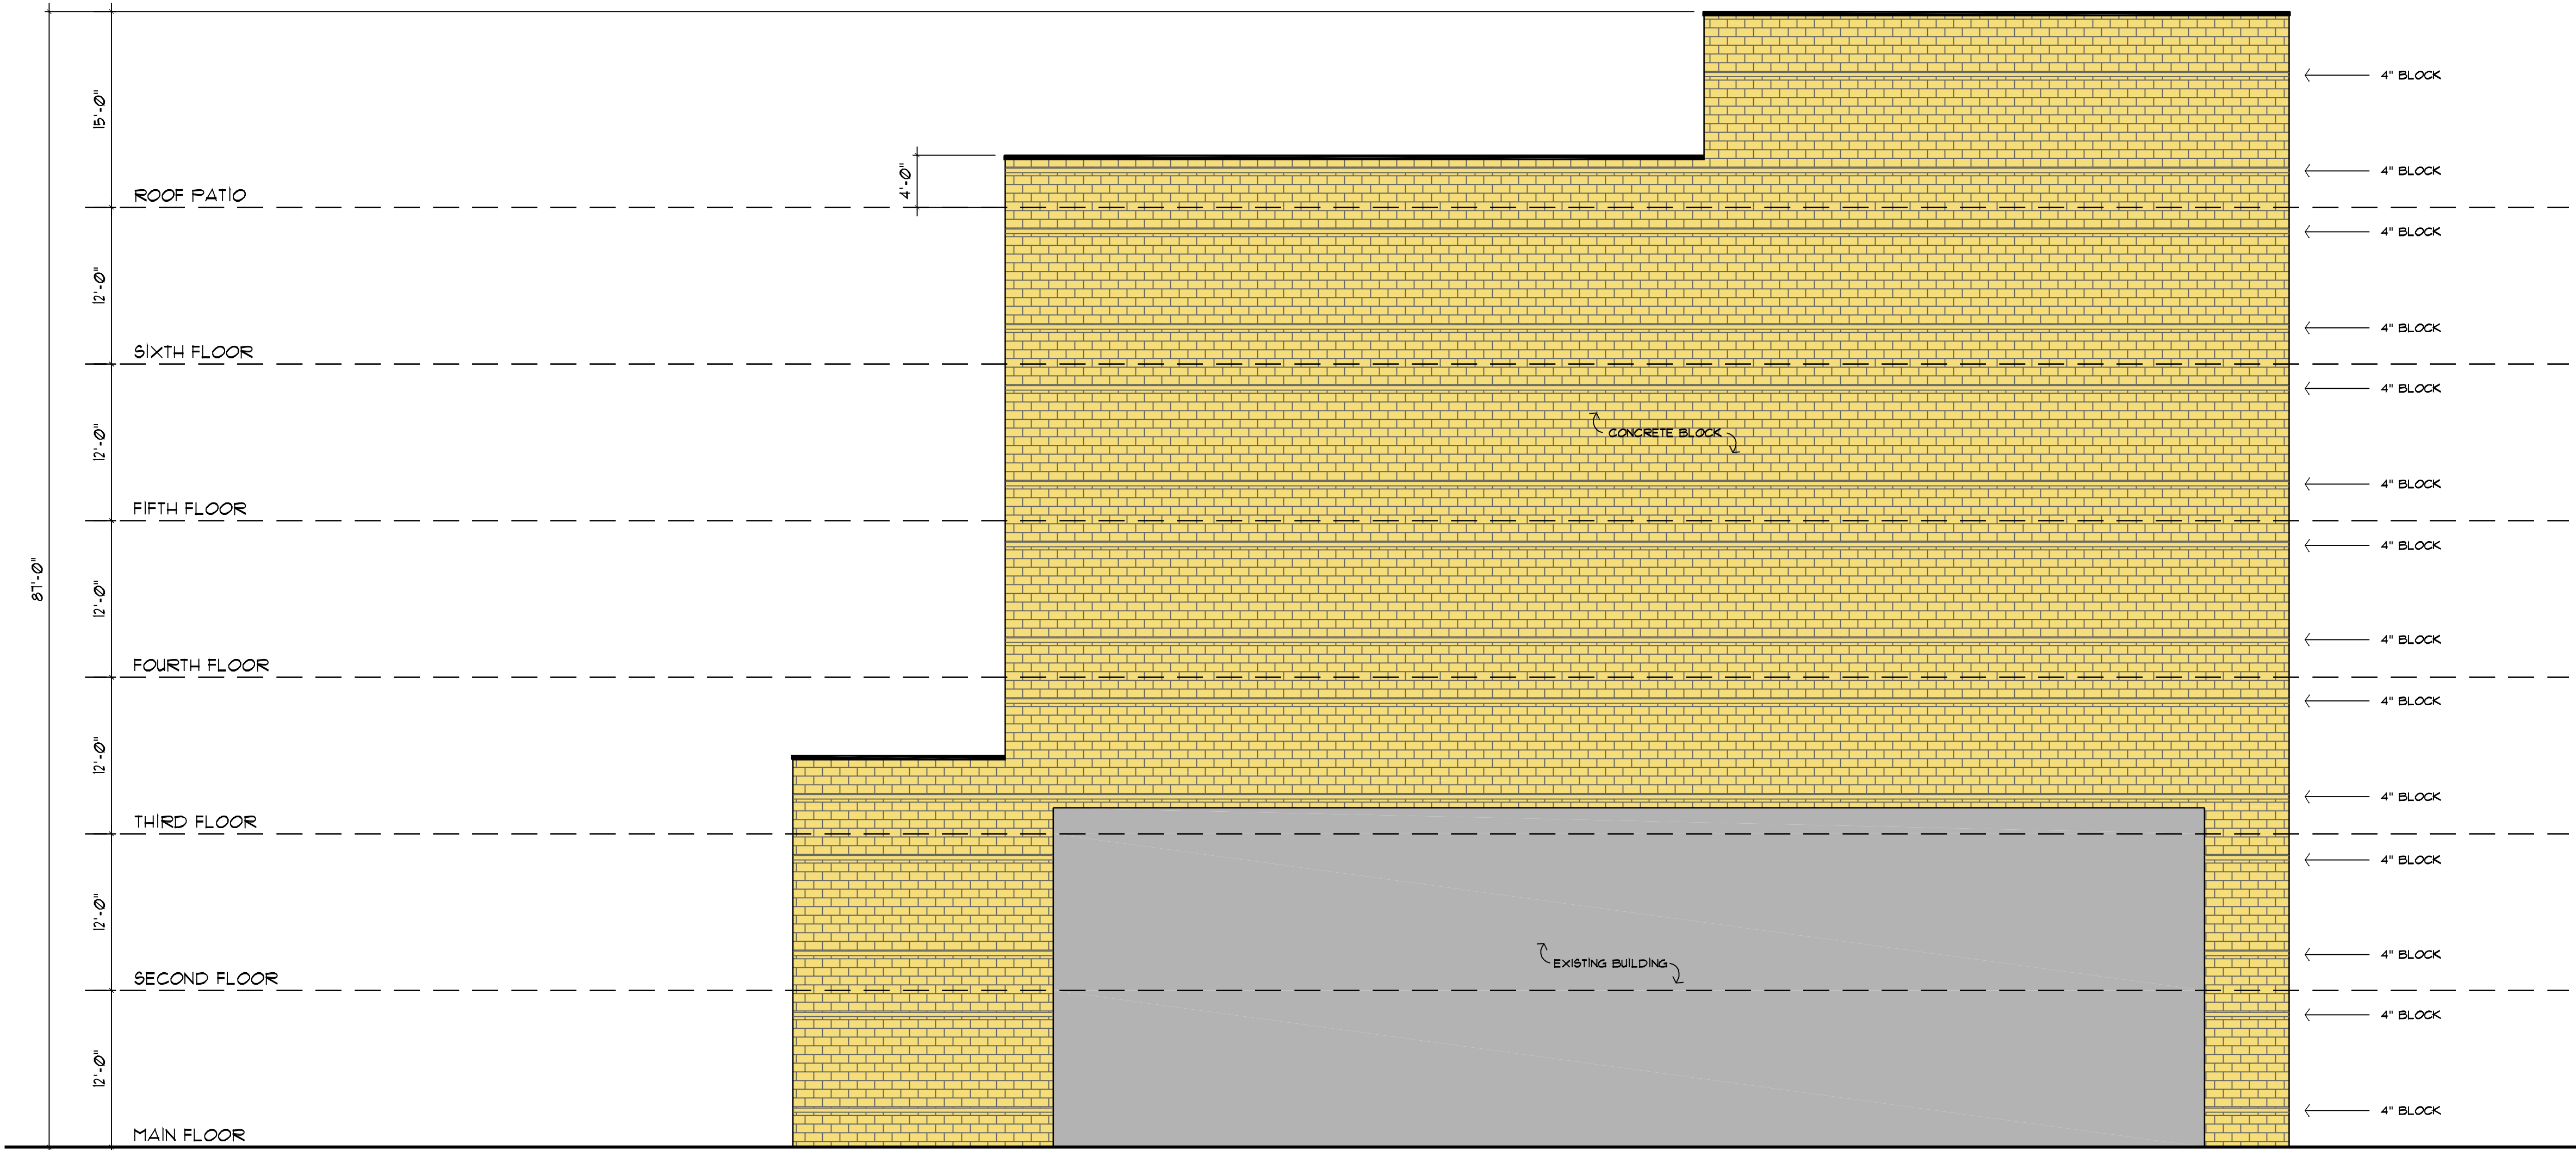 4" BLOCK
15'-0"
4" BLOCK
4'-0"
ROOF PATIO
4" BLOCK
12'-0"
4" BLOCK
SIXTH FLOOR
4" BLOCK
CONCRETE BLOCK
12'-0"
4" BLOCK
FIFTH FLOOR
4" BLOCK
87'-0"
12'-0"
4" BLOCK
FOURTH FLOOR
4" BLOCK
12'-0"
4" BLOCK
THIRD FLOOR
4" BLOCK
12'-0"
4" BLOCK
EXISTING BUILDING
SECOND FLOOR
4" BLOCK
12'-0"
4" BLOCK
MAIN FLOOR